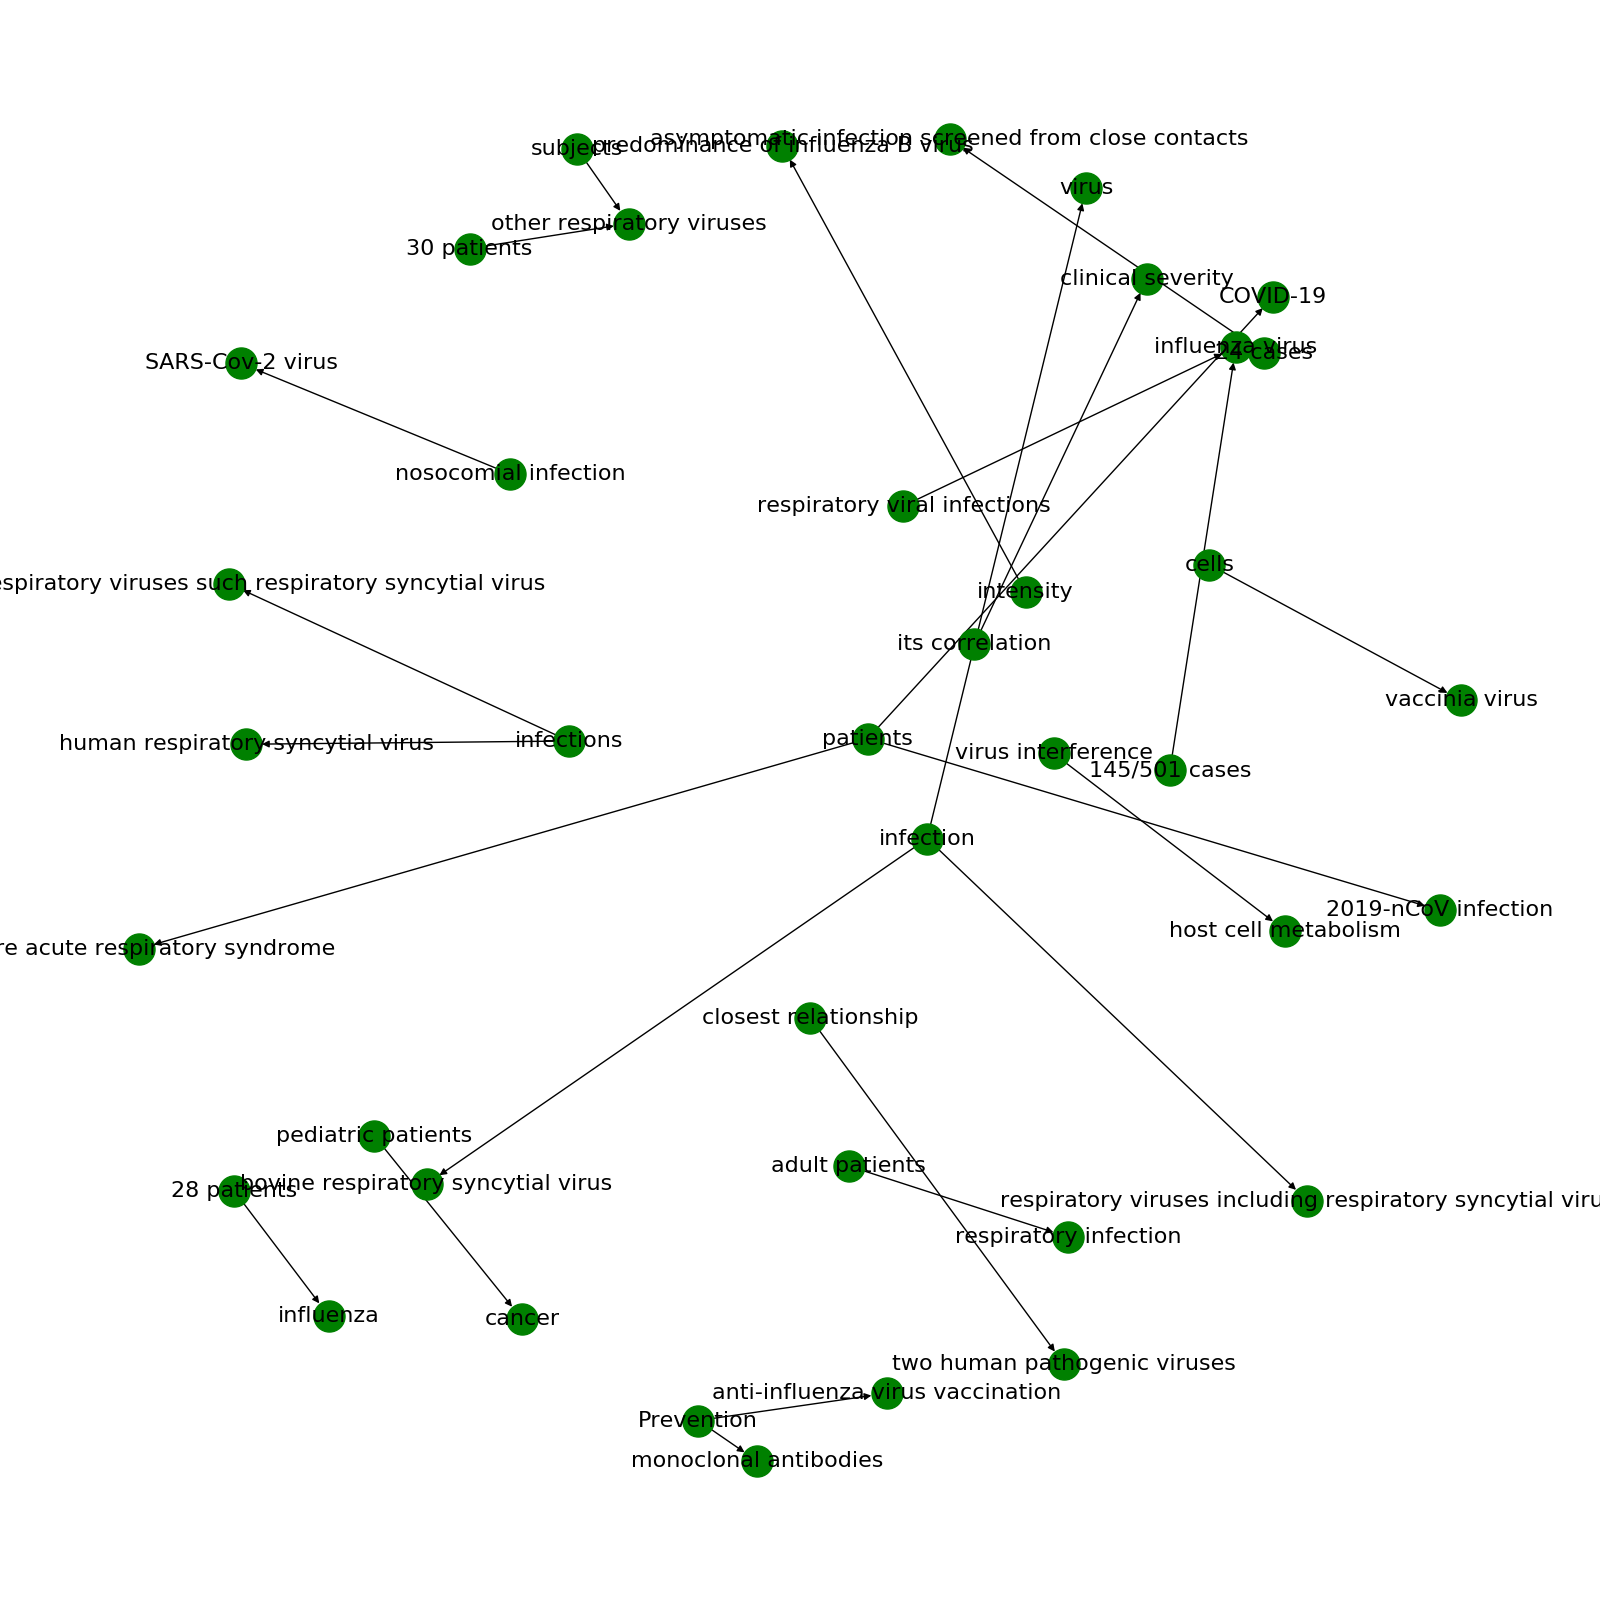 asymptomatic infection screened from close contacts
subjects
predominance of influenza B virus
virus
other respiratory viruses
30 patients
clinical severity
COVID-19
influenza virus
cases
SARS-Cov-2 virus
nosocomial infection
respiratory viral infections
cells
respiratory viruses such respiratory syncytial virus
intensity
its correlation
vaccinia virus
human respiratory syncytial virus
infections
patients
virus interference
145/501 cases
infection
2019-nCoV infection
host cell metabolism
acute respiratory syndrome
closest relationship
pediatric patients
adult patients
bovine respiratory syncytial virus
28 patients
respiratory viruses including respiratory syncytial
respiratory infection
influenza
cancer
two human pathogenic viruses
anti-influenza virus vaccination
Prevention
monoclonal antibodies